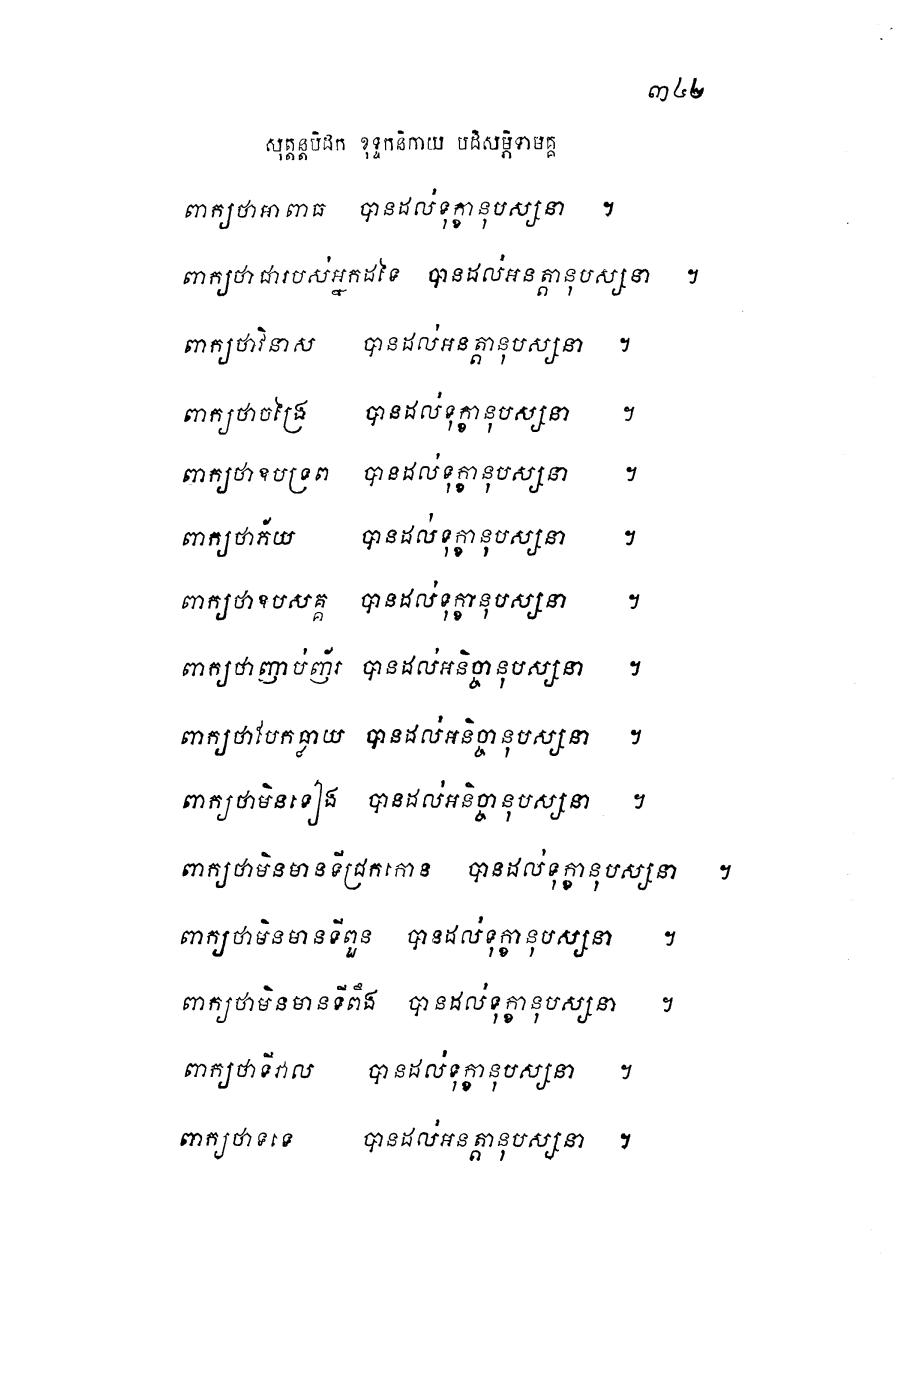 ៣៤២
សុត្តន្តបិដក ខុទ្ទកនិកាយ បដិសម្ភិទាមគ្គ
ពាក្យថាអាពាធ បានដល់ទុក្ខានុបស្សនា ។
ពាក្យថាជារបស់អ្នកដទៃ បានដល់អនត្តានុបស្សនា ។
ពាក្យថាវិនាស បានដល់អនត្តានុបស្សនា ។
ពាក្យថាចង្រៃ បានដល់ទុក្ខានុបស្សនា ។
ពាក្យថាឧបទ្រព បានដល់ទុក្ខានុបស្សនា ។
ពាក្យថាភ័យ បានដល់ទុក្ខានុបស្សនា ។
ពាក្យថាឧបសគ្គ បានដល់ទុក្ខានុបស្សនា ។
ពាក្យថាញាប់ញ័រ បានដល់អនិច្ចានុបស្សនា ។
ពាក្យថាបែកធ្លាយ បានដល់អនិច្ចានុបស្សនា ។
ពាក្យថាមិនទៀង បានដល់អនិច្ចានុបស្សនា ។
ពាក្យថាមិនមានទីជ្រកកោន បានដល់ទុក្ខានុបស្សនា ។
ពាក្យថាមិនមានទីពួន បានដល់ទុក្ខានុបស្សនា ។
ពាក្យថាមិនមានទីពឹង បានដល់ទុក្ខានុបស្សនា ។
ពាក្យថាទីវាល បានដល់ទុក្ខានុបស្សនា ។
ពាក្យថាទទេ បានដល់អនត្តានុបស្សនា ។